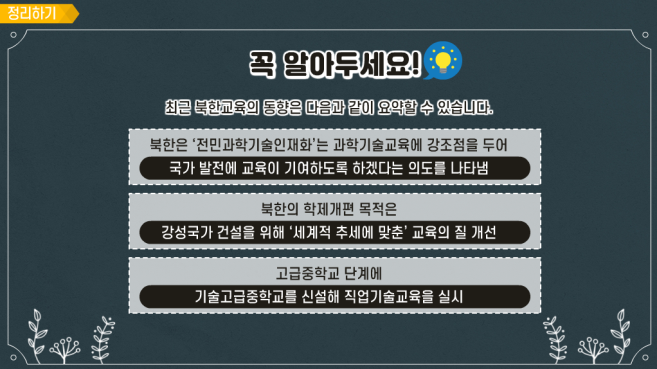 정리하기
꼭 알아두세요!
최근 북한교육의 동향은 다음과 같이 요약할 수 있습니다.
북한은 ‘전민과학기술인재화’는 과학기술교육에 강조점을 두어
국가 발전에 교육이 기여하도록 하겠다는 의도를 나타냄
북한의 학제개편 목적은
강성국가 건설을 위해 ‘세계적 추세에 맞춘’ 교육의 질 개선
고급중학교 단계에
기술고급중학교를 신설해 직업기술교육을 실시